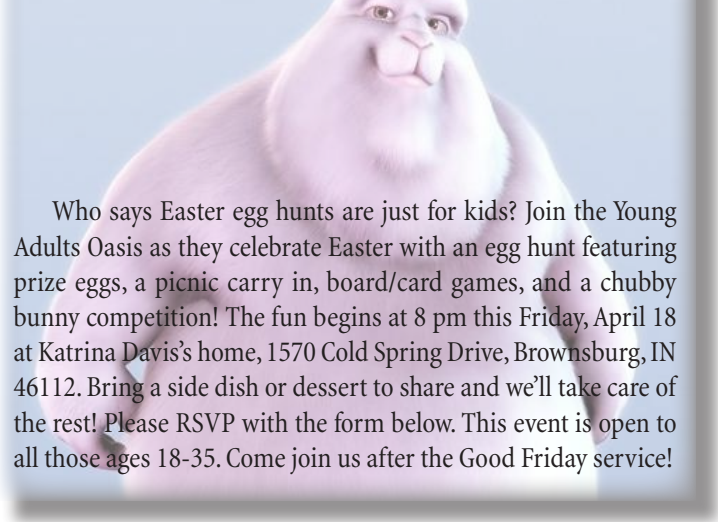 Who says Easter egg hunts are just for kids? Join the Young
Adults Oasis as they celebrate Easter with an egg hunt featuring
prize eggs, a picnic carry in, board/card games, and a chubby
bunny competition! The fun begins at 8 pm this Friday, April 18
at Katrina Davis's home, 1570 Cold Spring Drive, Brownsburg, IN
46112. Bring a side dish or dessert to share and we'll take care of
the rest! Please RSVP with the form below. This event is open to
all those ages 18-35. Come join us after the Good Friday service!